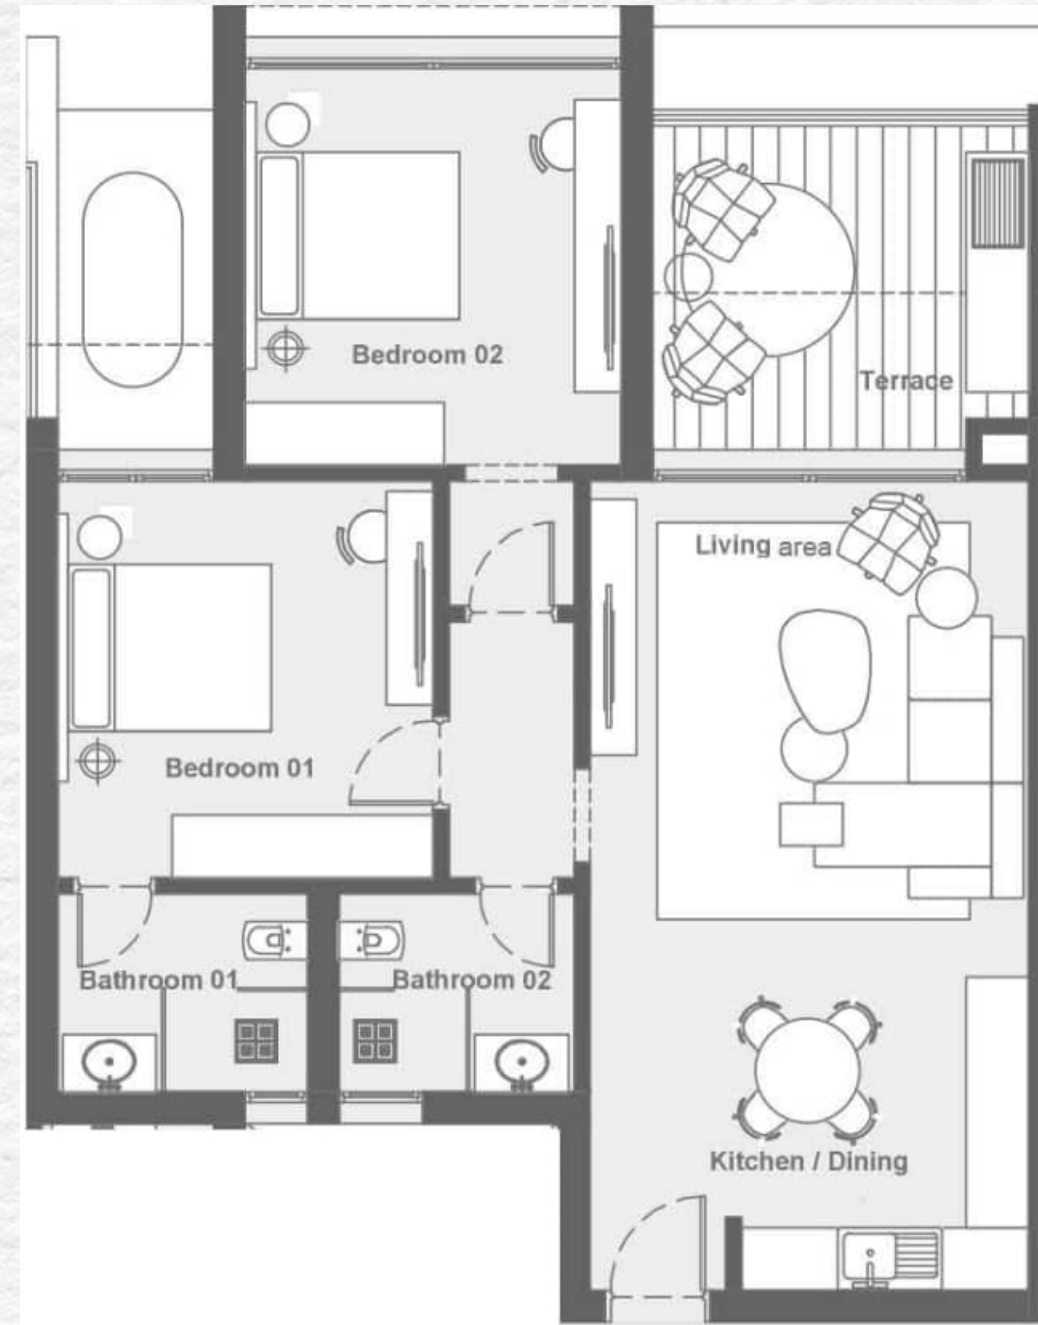 Bedroom 02
Terrace
Living area
Bedroom 01
Bathroom 01
Bathroom 02
Kitchen / Dining